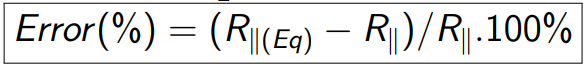 Error(%) = (R∥(Eq) − R∥)/R∥.100%